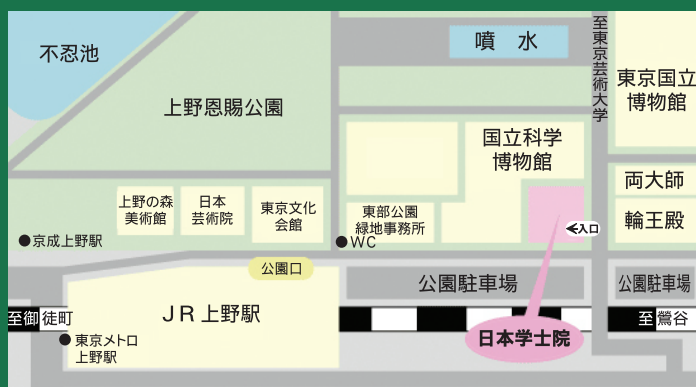 不忍池
噴 水
至東京芸術大学
東京国立
博物館
上野恩賜公園
国立科学
博物館
両大師
輪王殿
上野の森
美術館
日本
芸術院
東京文化
会館
東部公園
緑地事務所
入口
●京成上野駅
●WC
公園口
公園駐車場
公園駐車場
至御徒町
JR上野駅
至鶯谷
●東京メトロ
上野駅
日本学士院